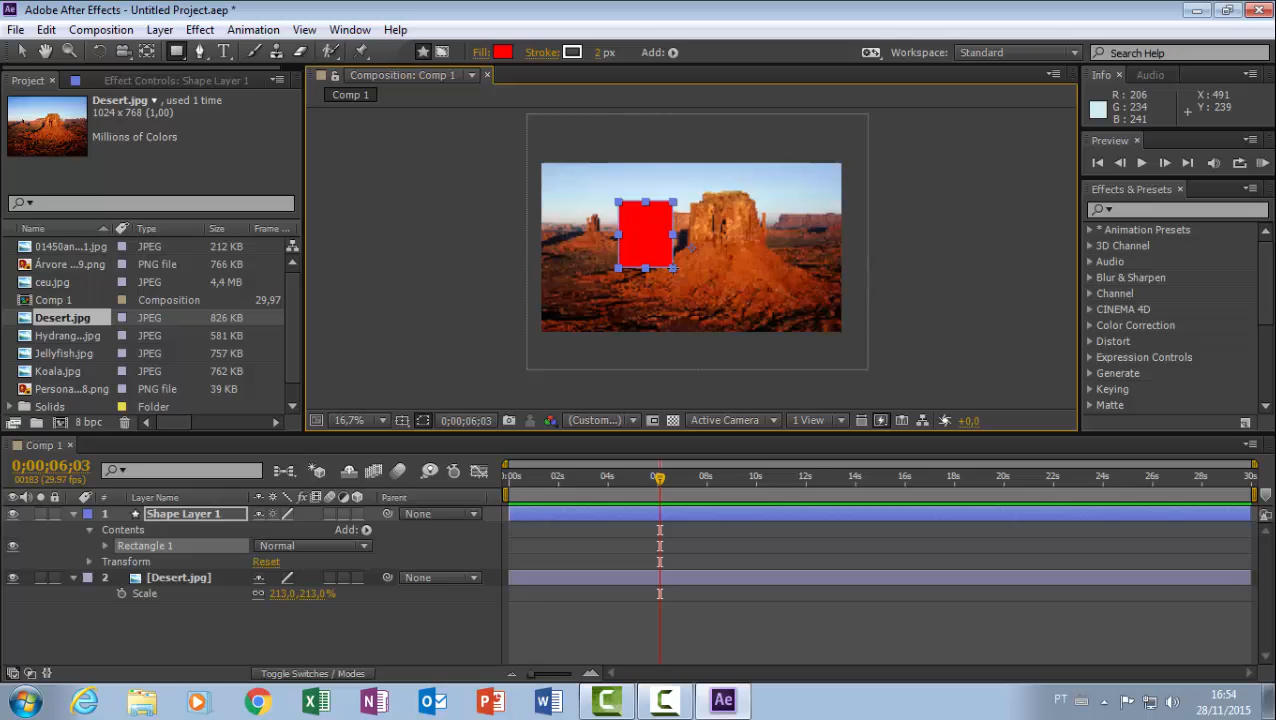 Adobe After Effects - Untitled Project.aep *
File Edit Composition Layer Effect Animation View Window Help
Fill: Stroke: 2 px Add: Workspace: Standard Search Help
Project Effect Controls: Shape Layer 1 Composition: Comp 1 Info Audio
Comp 1
Desert.jpg , used 1 time
1024 x 768 (1,00)
Millions of Colors
R : 206 X : 491
G : 234 Y : 239
B : 241
Preview
Effects & Presets
* Animation Presets
3D Channel
Audio
Blur & Sharpen
Channel
CINEMA 4D
Color Correction
Distort
Expression Controls
Generate
Keying
Matte
Name Type Size Frame ...
01450an...1.jpg JPEG 212 KB
Árvore ...9.png PNG file 766 KB
ceu.jpg JPEG 4,4 MB
Comp 1 Composition 29,97
Desert.jpg JPEG 826 KB
Hydrang...jpg JPEG 581 KB
Jellyfish.jpg JPEG 757 KB
Koala.jpg JPEG 762 KB
Persona...8.png PNG file 39 KB
Solids Folder
8 bpc
16,7% 0;00;06;03 (Custom...) Active Camera 1 View +0,0
Comp 1
0;00;06;03
00183 (29.97 fps)
:00s 02s 04s 06s 08s 10s 12s 14s 16s 18s 20s 22s 24s 26s 28s 30s
# Layer Name Parent
1 Shape Layer 1 None
Contents Add:
Rectangle 1 Normal
Transform Reset
2 [Desert.jpg] None
Scale 213,0,213,0%
Toggle Switches / Modes
PT 16:54
28/11/2015